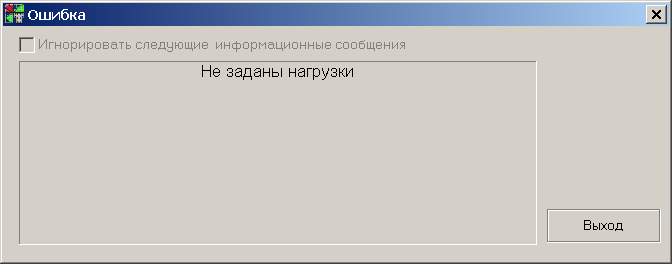 Ошибка
Игнорировать следующие информационные сообщения
Не заданы нагрузки
Выход